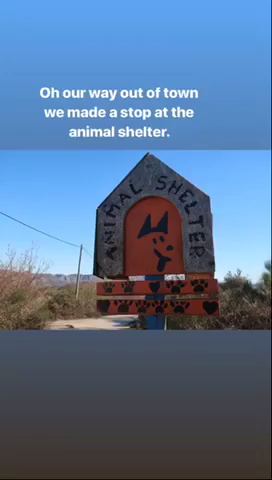 Oh our way out of town
we made a stop at the
animal shelter.
ANIMAL SHELTER